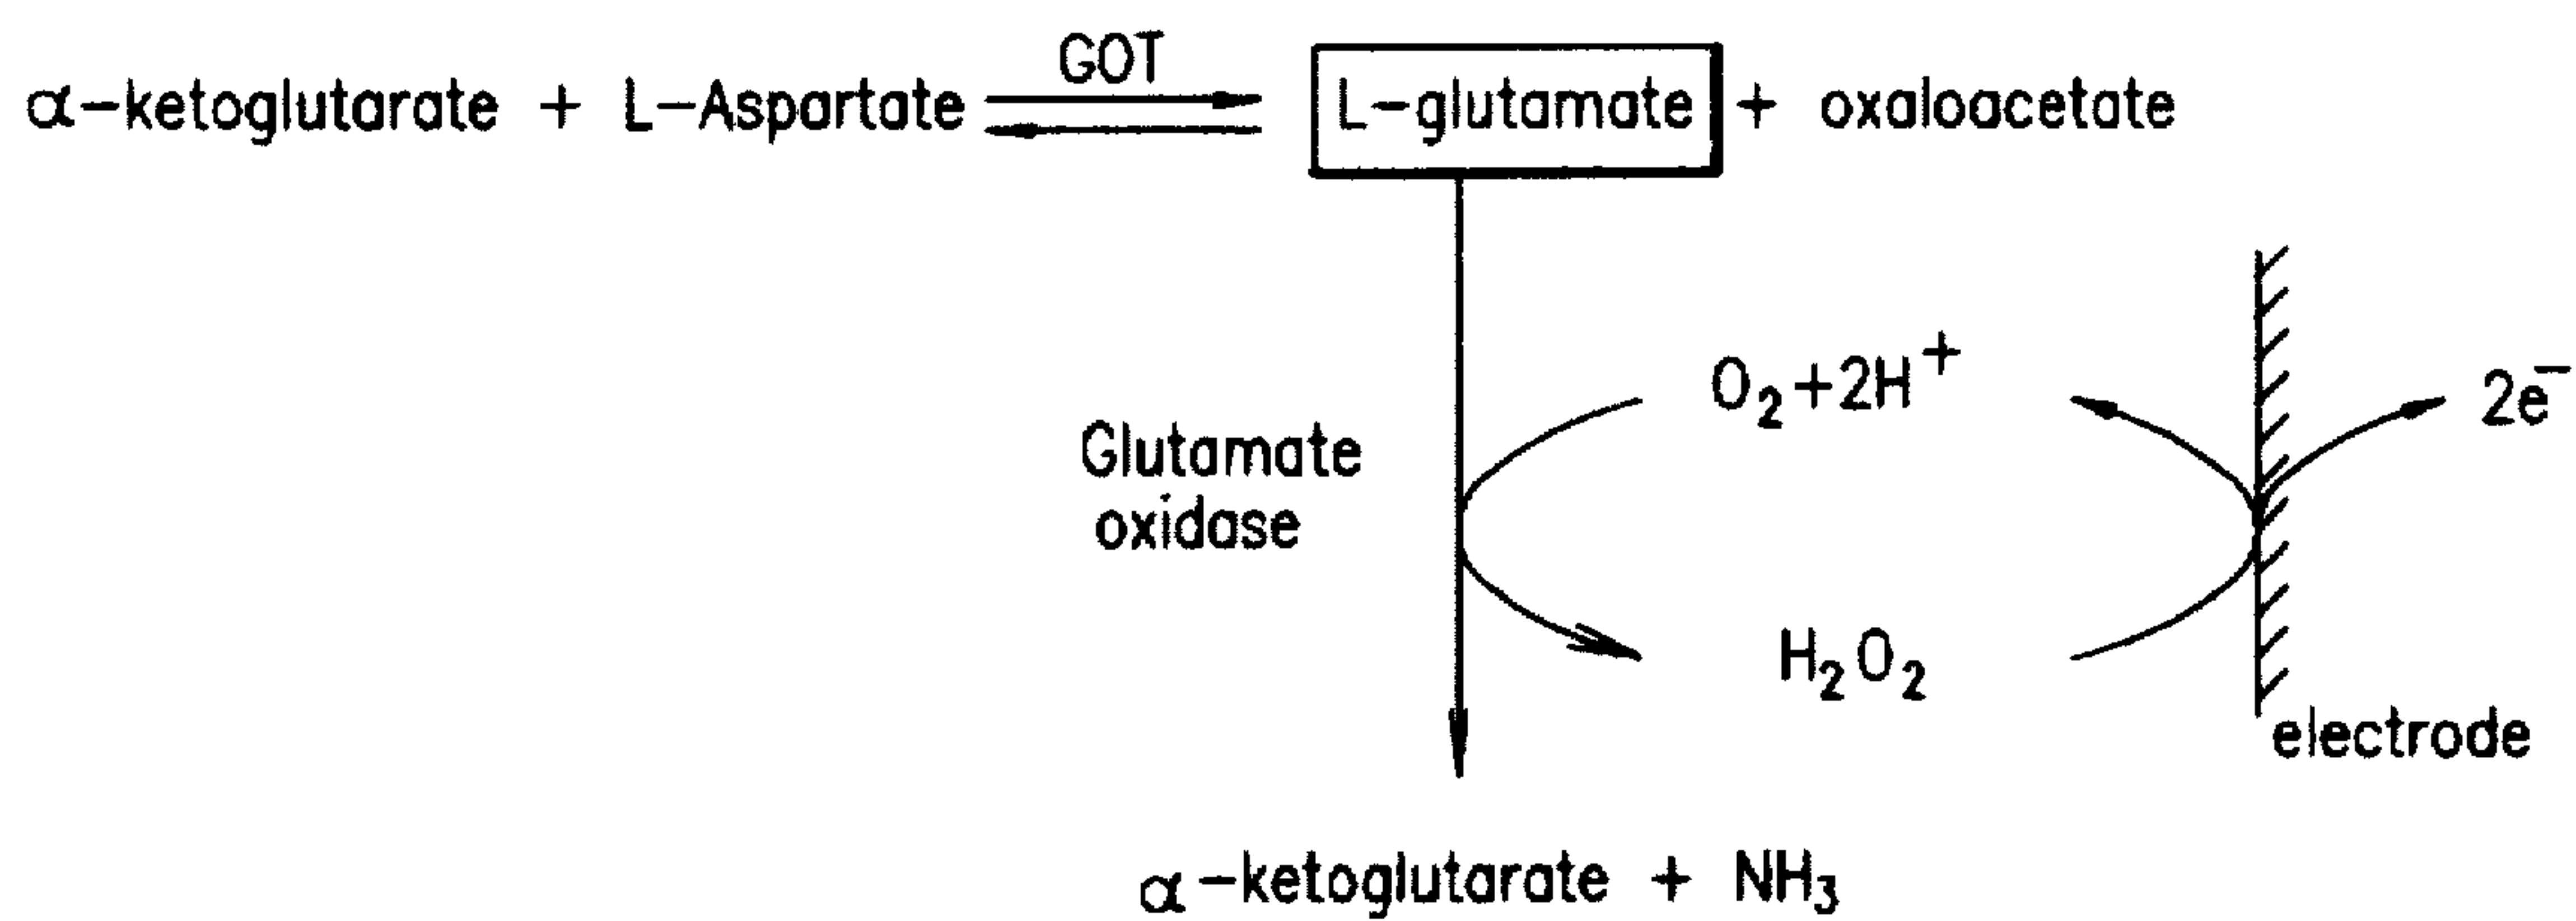 GOT
α-ketoglutarate + L-Aspartate L-glutamate + oxaloacetate
O₂+2H⁺ 2e⁻
Glutamate
oxidase
H₂O₂
electrode
α-ketoglutarate + NH₃